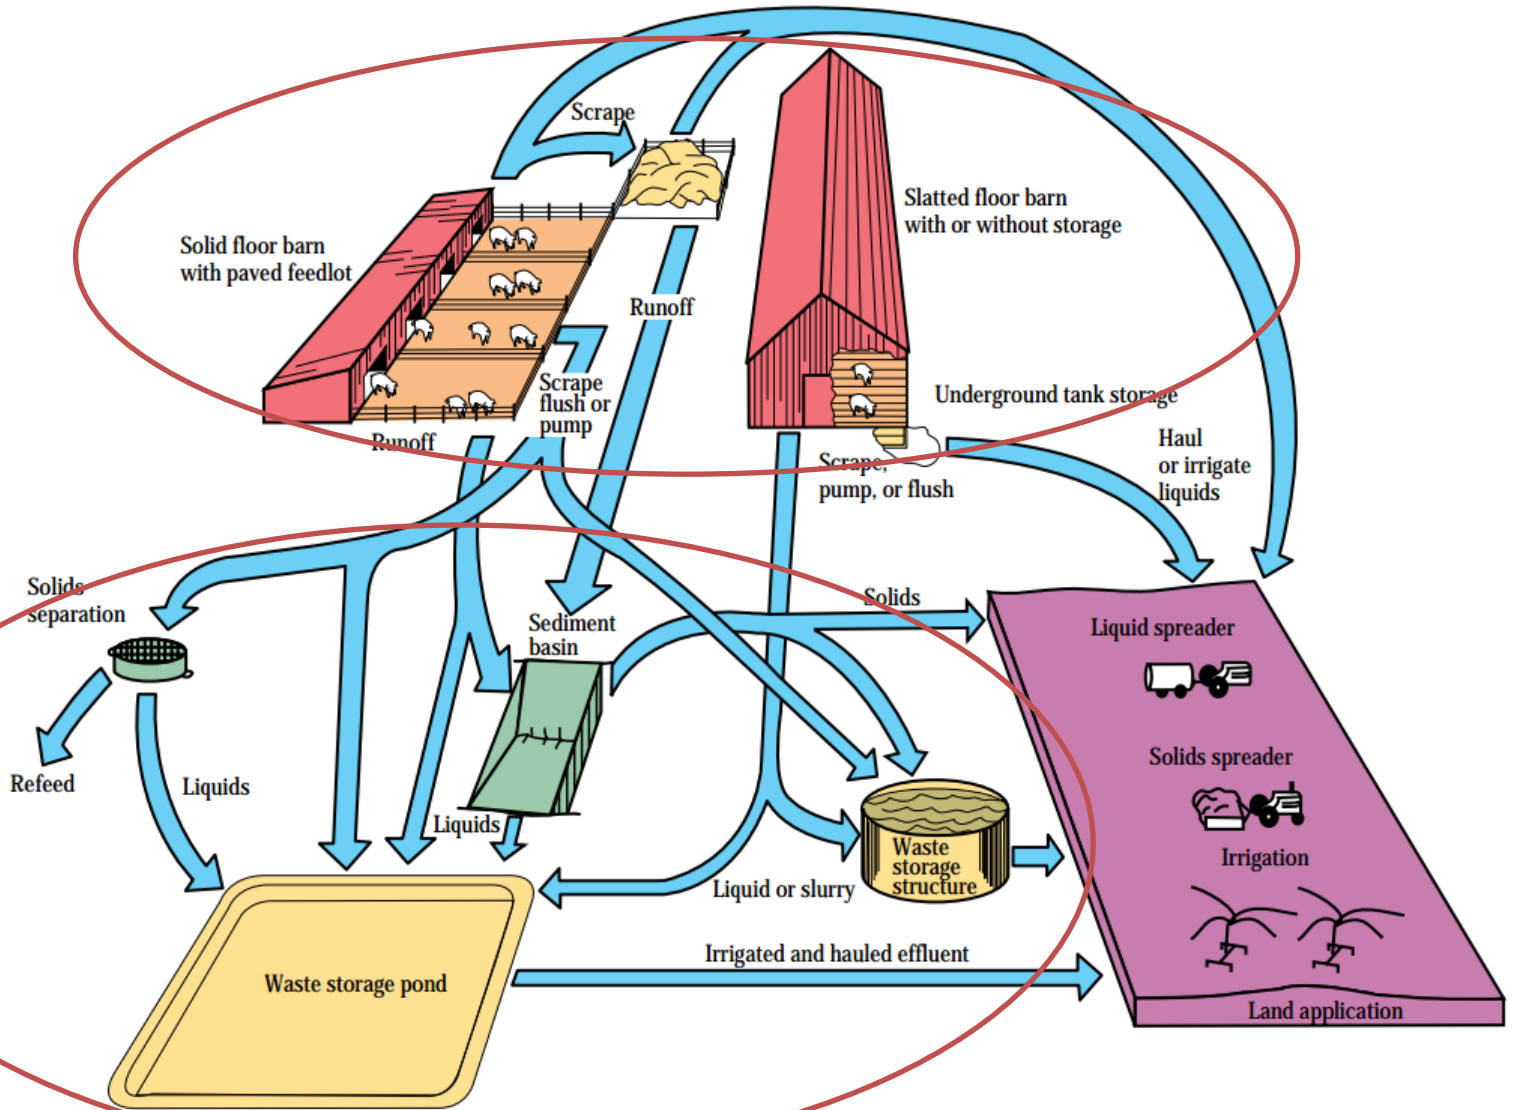 Scrape
Slatted floor barn
with or without storage
Solid floor barn
with paved feedlot
Runoff
Scrape
flush or
pump
Underground tank storage
Runoff
Haul
or irrigate
liquids
Scrape,
pump, or flush
Solids
separation
Solids
Sediment
basin
Liquid spreader
Solids spreader
Refeed
Liquids
Liquids
Waste
storage
structure
Irrigation
Liquid or slurry
Irrigated and hauled effluent
Waste storage pond
Land application